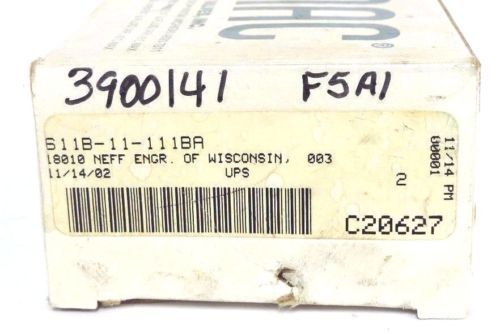 AC®
3900141 F5A1
611B-11-111BA
18010 NEFF ENGR. OF WISCONSIN, 003
11/14/02 UPS
2
11/14 PM
00001
C20627